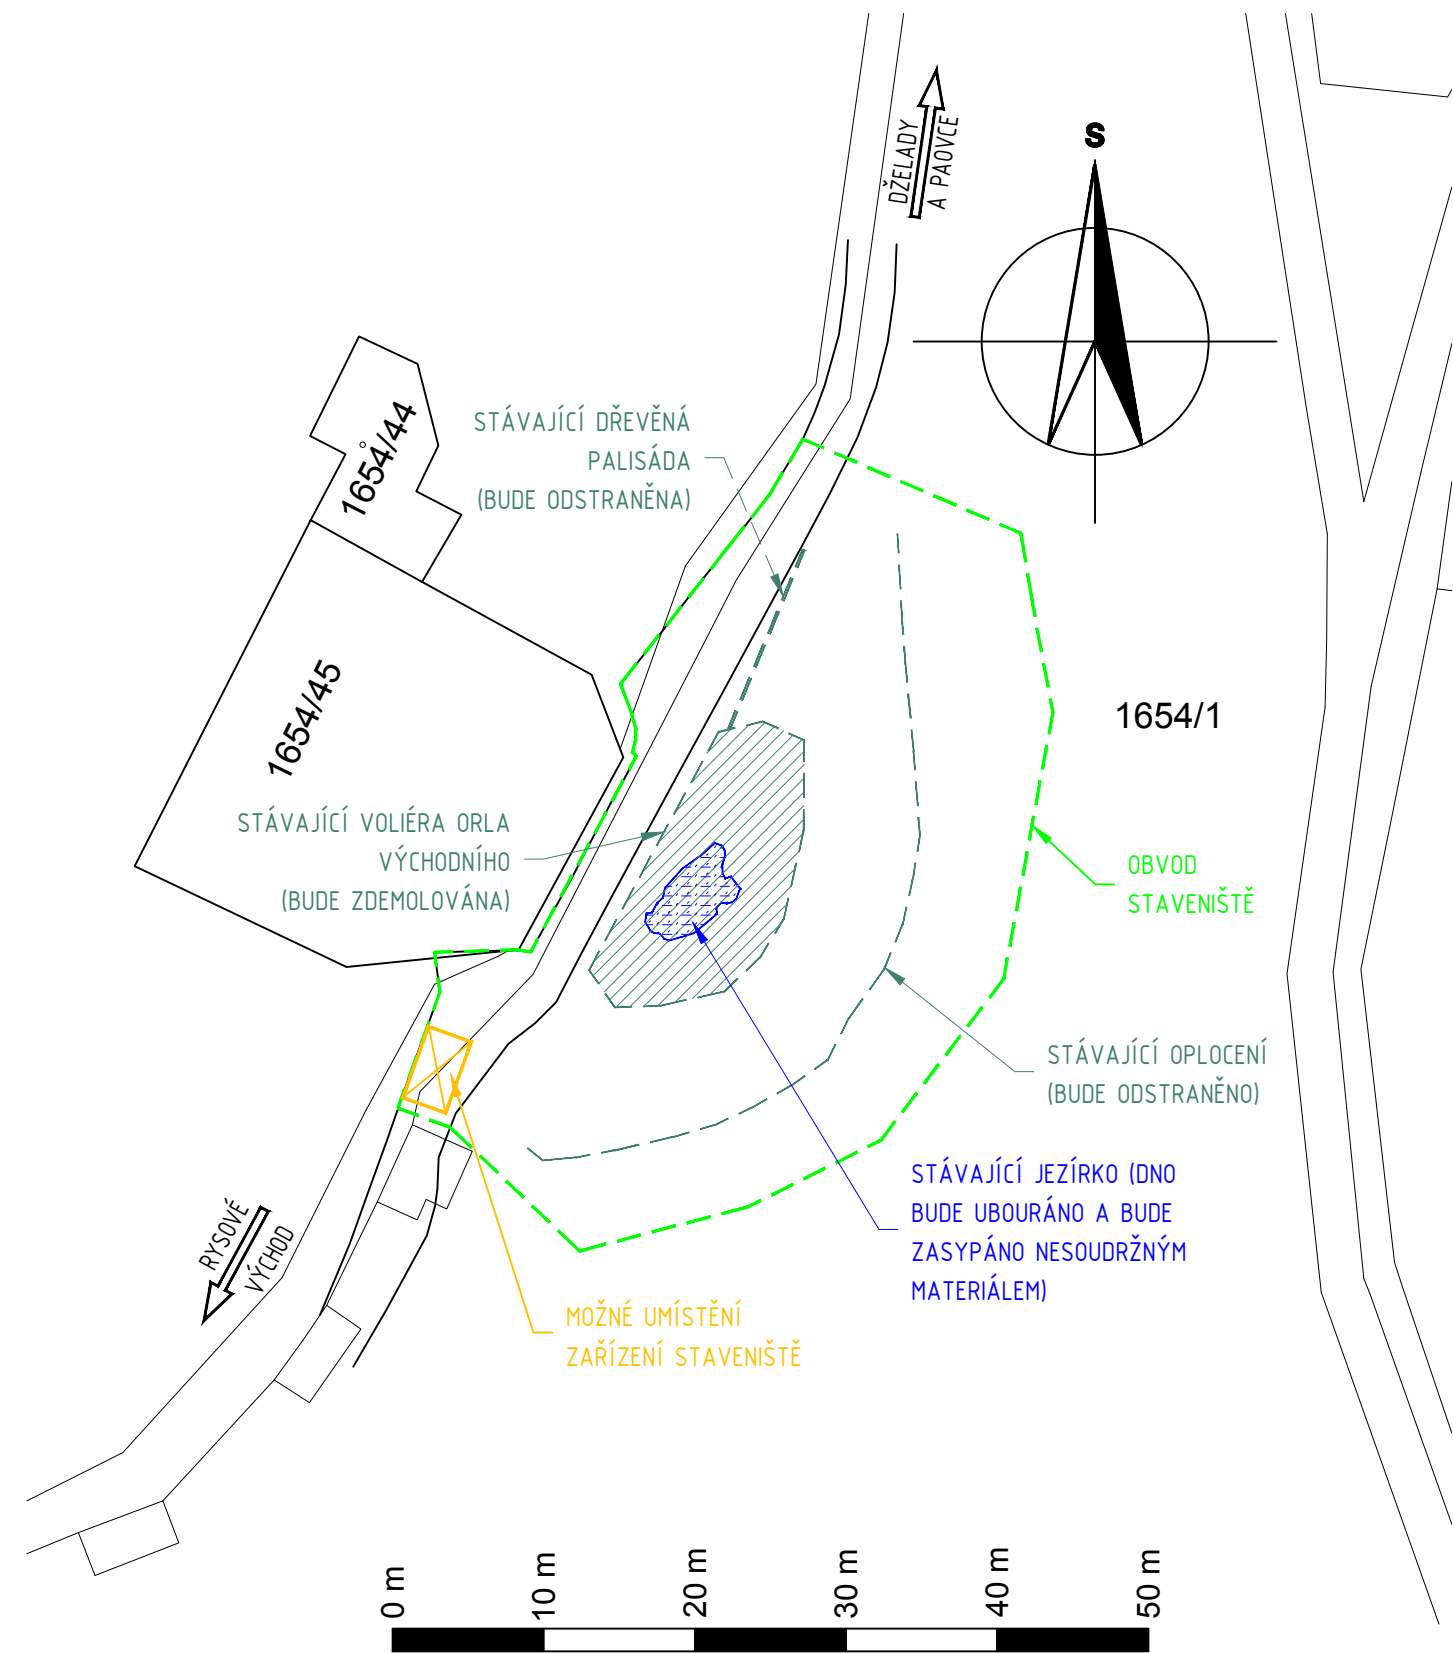 DŽELADY
A PAOVCE
S
STÁVAJÍCÍ DŘEVĚNÁ
PALISÁDA
(BUDE ODSTRANĚNA)
1654/44
1654/45
1654/1
STÁVAJÍCÍ VOLIÉRA ORLA
VÝCHODNÍHO
(BUDE ZDEMOLOVÁNA)
OBVOD
STAVENIŠTĚ
STÁVAJÍCÍ OPLOCENÍ
(BUDE ODSTRANĚNO)
STÁVAJÍCÍ JEZÍRKO (DNO
BUDE UBOURÁNO A BUDE
ZASYPÁNO NESOUDRŽNÝM
MATERIÁLEM)
RYSOVÉ
VÝCHOD
MOŽNÉ UMÍSTĚNÍ
ZAŘÍZENÍ STAVENIŠTĚ
0 m
10 m
20 m
30 m
40 m
50 m